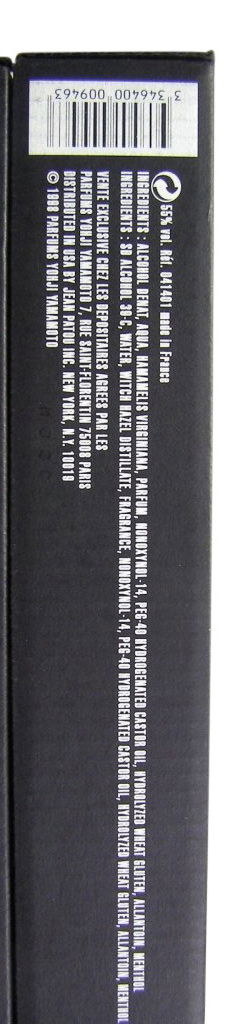 3 346400 009463
55% vol. Réf. 041401 made in France
INGREDIENTS : ALCOHOL DENAT, AQUA, HAMAMELIS VIRGINIANA, PARFUM, NONOXYNOL-14, PEG-40 HYDROGENATED CASTOR OIL, HYDROLYZED WHEAT GLUTEN, ALLANTOIN, MENTHOL
INGREDIENTS : SD ALCOHOL 39-C, WATER, WITCH HAZEL DISTILLATE, FRAGRANCE, NONOXYNOL-14, PEG-40 HYDROGENATED CASTOR OIL, HYDROLYZED WHEAT GLUTEN, ALLANTOIN, MENTHOL
VENTE EXCLUSIVE CHEZ LES DEPOSITAIRES AGREES PAR LES
PARFUMS YOHJI YAMAMOTO 7, RUE SAINT-FLORENTIN 75008 PARIS
DISTRIBUTED IN USA BY JEAN PATOU INC. NEW YORK, N.Y. 10019
PARFUMS YOHJI YAMAMOTO